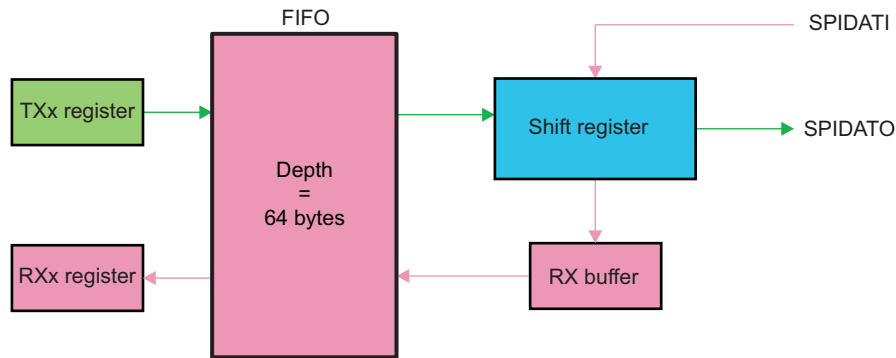 FIFO
SPIDATI
TXx register
Shift register
SPIDATO
Depth
=
64 bytes
RXx register
RX buffer